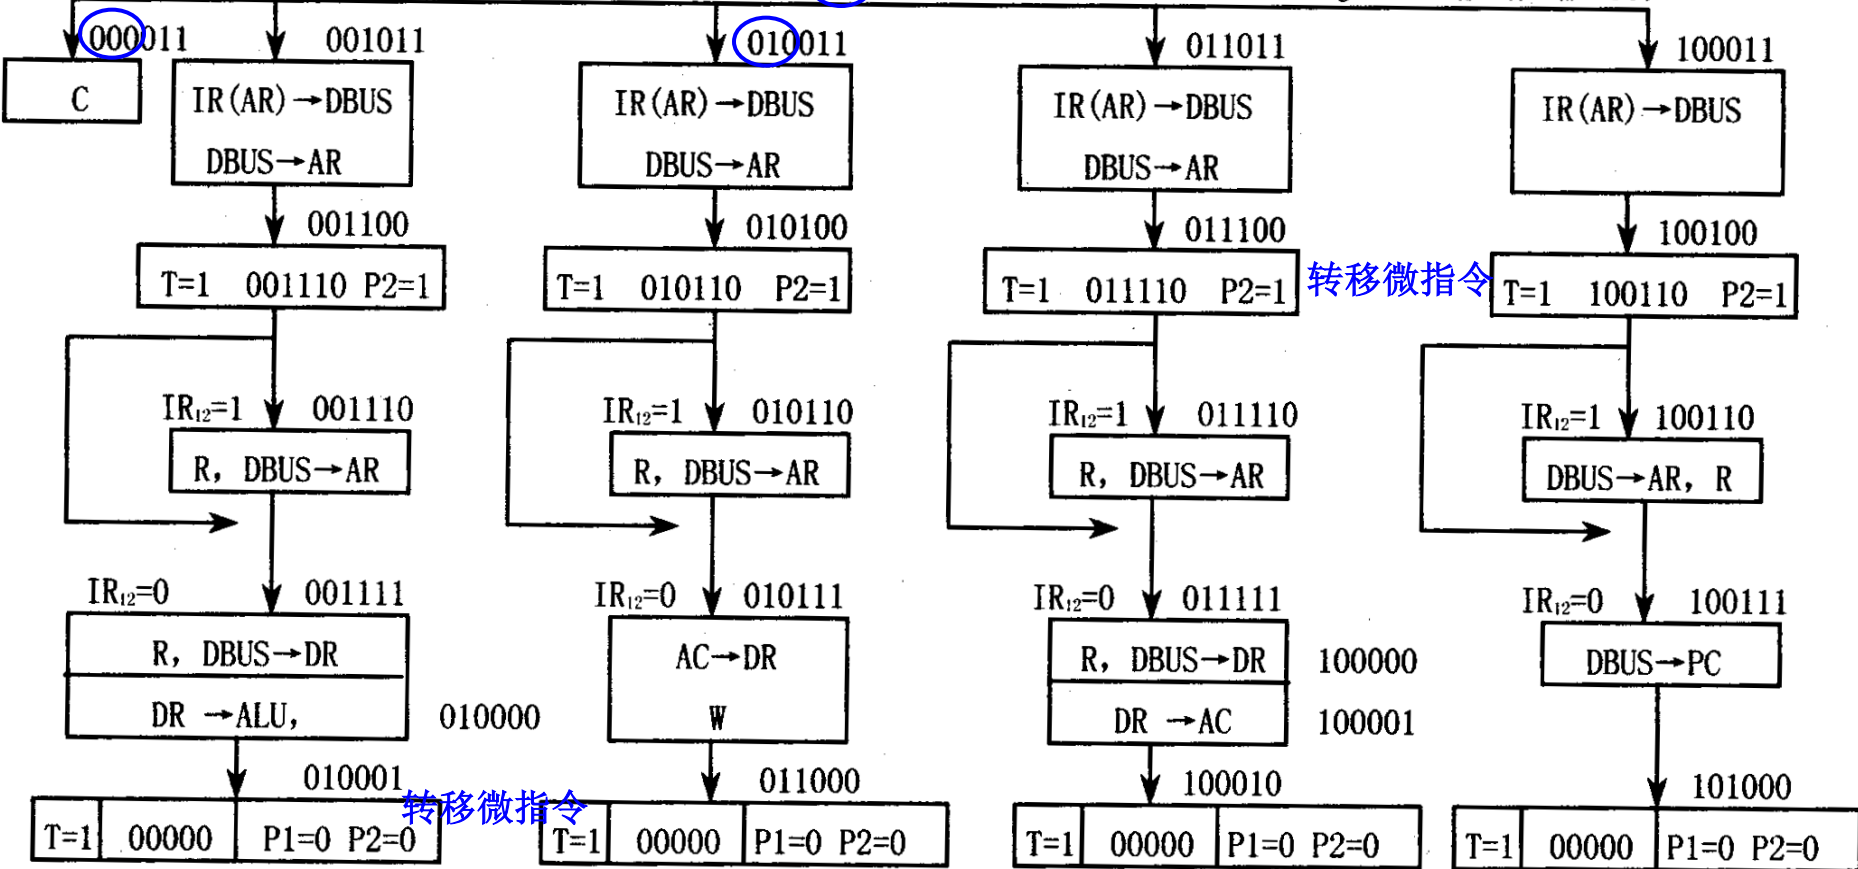 000011
001011
010011
011011
100011
C
IR(AR)→DBUS
DBUS→AR
IR(AR)→DBUS
DBUS→AR
IR(AR)→DBUS
DBUS→AR
IR(AR)→DBUS
001100
010100
011100
100100
T=1 001110 P2=1
T=1 010110 P2=1
T=1 011110 P2=1
转移微指令
T=1 100110 P2=1
IR₁₂=1 001110
IR₁₂=1 010110
IR₁₂=1 011110
IR₁₂=1 100110
R, DBUS→AR
R, DBUS→AR
R, DBUS→AR
DBUS→AR, R
IR₁₂=0 001111
IR₁₂=0 010111
IR₁₂=0 011111
IR₁₂=0 100111
R, DBUS→DR
DR →ALU,
010000
AC→DR
W
R, DBUS→DR
100000
DR →AC
100001
DBUS→PC
010001
转移微指令
011000
100010
101000
T=1 00000 P1=0 P2=0
T=1 00000 P1=0 P2=0
T=1 00000 P1=0 P2=0
T=1 00000 P1=0 P2=0